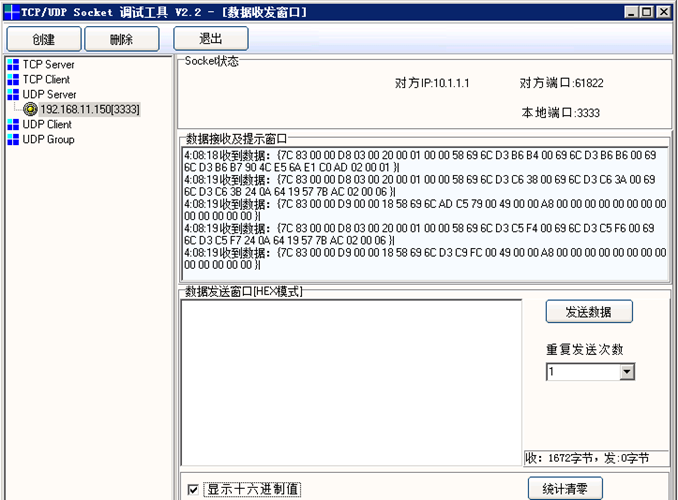 TCP/UDP Socket 调试工具 V2.2 - [数据收发窗口]
创建 删除 退出
TCP Server
TCP Client
UDP Server
192.168.11.150[3333]
UDP Client
UDP Group
Socket状态
对方IP:10.1.1.1 对方端口:61822
本地端口:3333
数据接收及提示窗口
4:08:18收到数据：{7C 83 00 00 D8 03 00 20 00 01 00 00 58 69 6C D3 B6 B4 00 69 6C D3 B6 B6 00 69
6C D3 B6 B7 90 4C E5 6A E1 C0 AD 02 00 01 }|
4:08:19收到数据：{7C 83 00 00 D8 03 00 20 00 01 00 00 58 69 6C D3 C6 38 00 69 6C D3 C6 3A 00 69
6C D3 C6 3B 24 0A 64 19 57 7B AC 02 00 06 }|
4:08:19收到数据：{7C 83 00 00 D9 00 00 18 58 69 6C AD C5 79 00 49 00 00 A8 00 00 00 00 00 00 00 00
00 00 00 00 00 }|
4:08:19收到数据：{7C 83 00 00 D8 03 00 20 00 01 00 00 58 69 6C D3 C5 F4 00 69 6C D3 C5 F6 00 69
6C D3 C5 F7 24 0A 64 19 57 7B AC 02 00 06 }|
4:08:19收到数据：{7C 83 00 00 D9 00 00 18 58 69 6C D3 C9 FC 00 49 00 00 A8 00 00 00 00 00 00 00 00
00 00 00 00 00 }|
数据发送窗口[HEX模式]
发送数据
重复发送次数
1
收：1672字节，发:0字节
显示十六进制值
统计清零